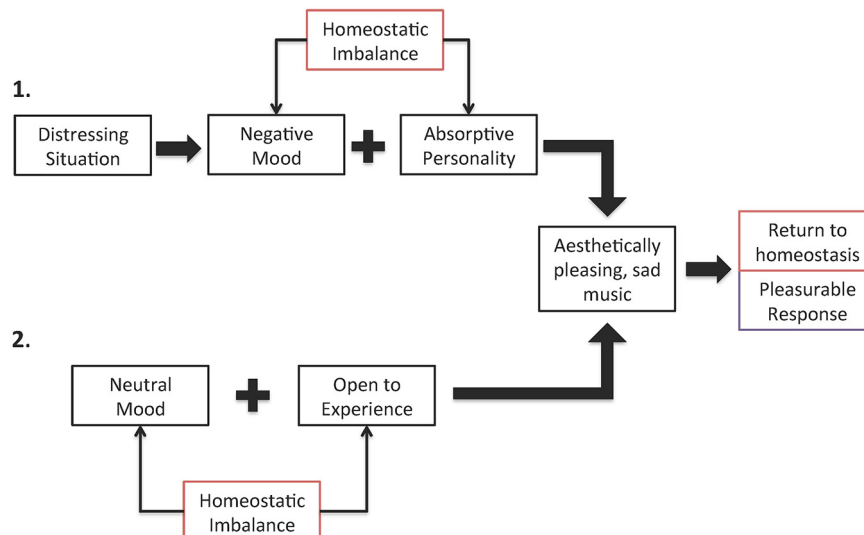 Homeostatic
Imbalance
1.
Distressing
Situation
Negative
Mood
Absorptive
Personality
Aesthetically
pleasing, sad
music
Return to
homeostasis
Pleasurable
Response
2.
Neutral
Mood
Open to
Experience
Homeostatic
Imbalance